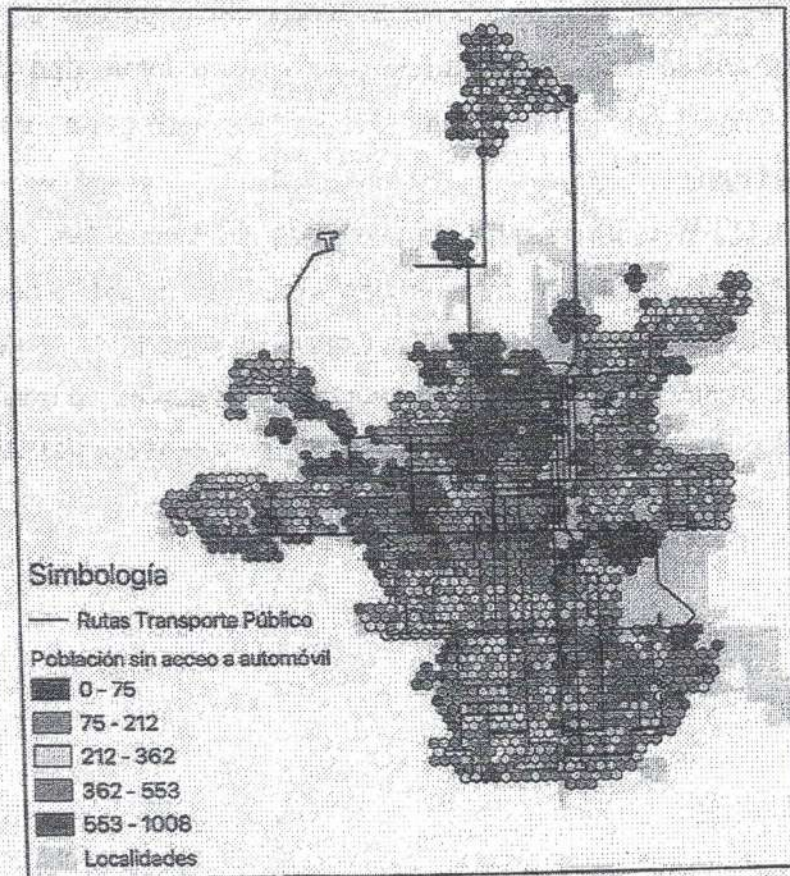 Simbología
Rutas Transporte Público
Población sin acceo a automóvil
0 - 75
75 - 212
212 - 362
362 - 553
553 - 1008
Localidades